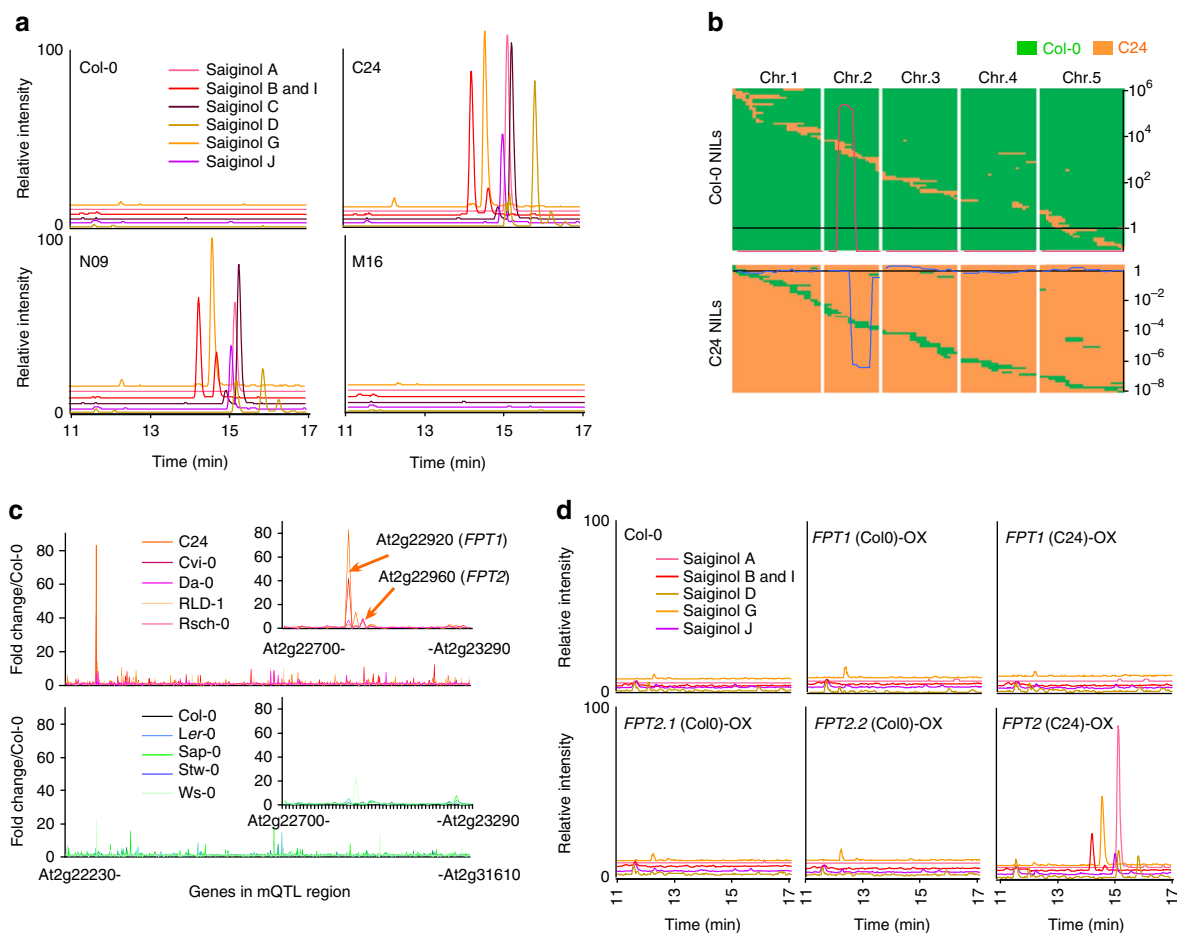 a
Relative intensity
100
0
Col-0
Saiginol A
Saiginol B and I
Saiginol C
Saiginol D
Saiginol G
Saiginol J
C24
Relative intensity
100
0
N09
M16
11 13 15 17
11 13 15 17
Time (min)
Time (min)
b
Col-0 C24
Chr.1 Chr.2 Chr.3 Chr.4 Chr.5
Col-0 NILs
10^6
10^4
10^2
1
C24 NILs
1
10^−2
10^−4
10^−6
10^−8
c
Fold change/Col-0
80
60
40
20
0
C24
Cvi-0
Da-0
RLD-1
Rsch-0
80
60
40
20
0
At2g22920 (FPT1)
At2g22960 (FPT2)
At2g22700- -At2g23290
Fold change/Col-0
80
60
40
20
0
Col-0
Ler-0
Sap-0
Stw-0
Ws-0
80
60
40
20
0
At2g22700- -At2g23290
At2g22230- -At2g31610
Genes in mQTL region
d
Relative intensity
100
0
Col-0
Saiginol A
Saiginol B and I
Saiginol D
Saiginol G
Saiginol J
FPT1 (Col0)-OX
FPT1 (C24)-OX
Relative intensity
100
0
FPT2.1 (Col0)-OX
FPT2.2 (Col0)-OX
FPT2 (C24)-OX
11 13 15 17
11 13 15 17
11 13 15 17
Time (min)
Time (min)
Time (min)